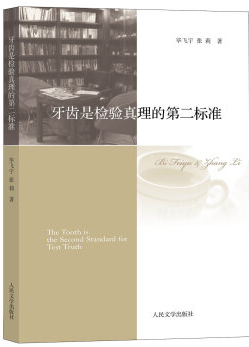 牙齿是检验真理的第二标准
毕飞宇 张莉 著
人民文学出版社
毕飞宇 张莉 著
牙齿是检验真理的第二标准
Bi Feiyu & Zhang Li
The Tooth is
the Second Standard for
Test Truth
人民文学出版社